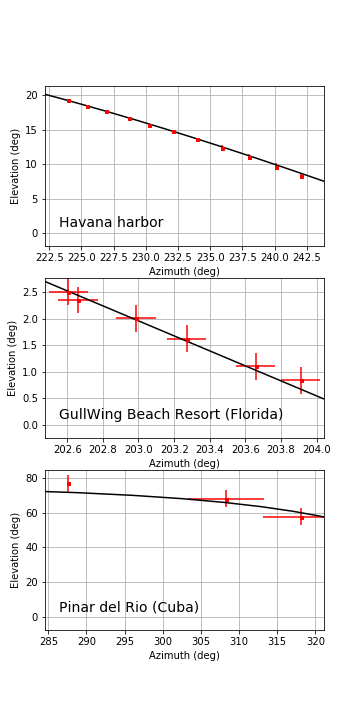 20
15
10
5
0
Elevation (deg)
Havana harbor
222.5 225.0 227.5 230.0 232.5 235.0 237.5 240.0 242.5
Azimuth (deg)
2.5
2.0
1.5
1.0
0.5
0.0
Elevation (deg)
GullWing Beach Resort (Florida)
202.6 202.8 203.0 203.2 203.4 203.6 203.8 204.0
Azimuth (deg)
80
60
40
20
0
Elevation (deg)
Pinar del Rio (Cuba)
285 290 295 300 305 310 315 320
Azimuth (deg)